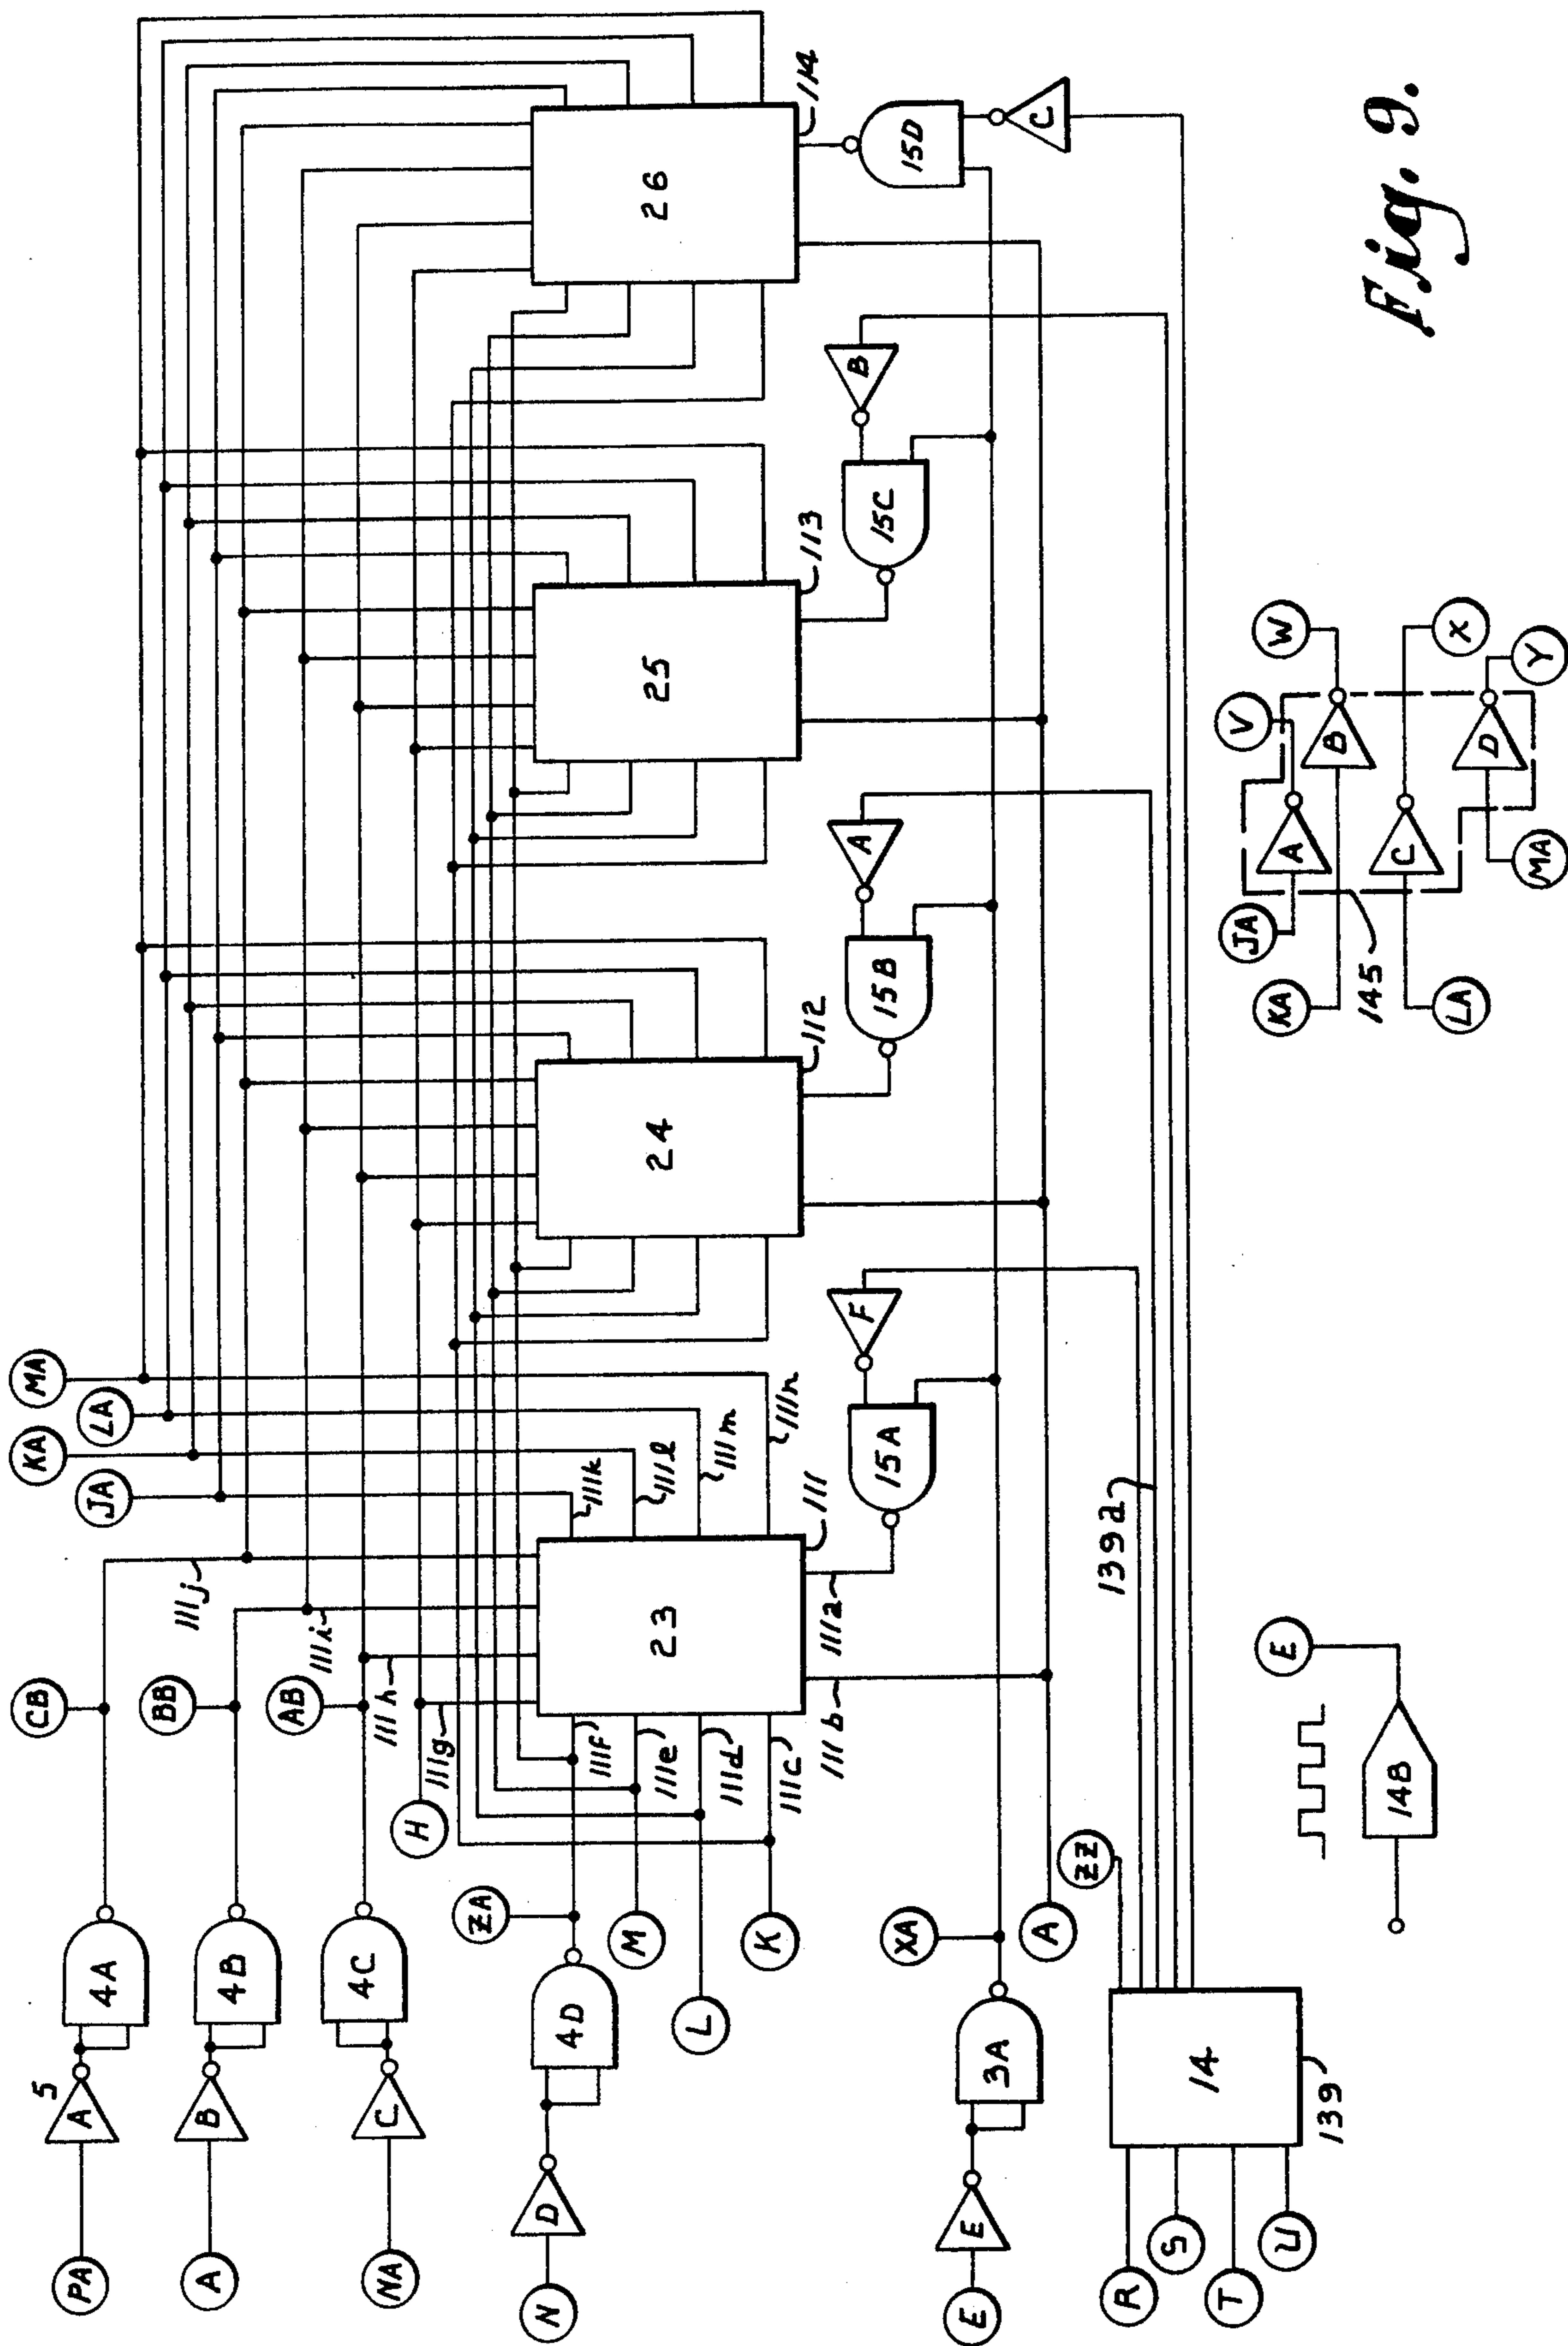 PA
5
A
4A
CB
111j
A
B
4B
BB
111i
NA
C
4C
AB
111h
H
111g
JA
KA
LA
MA
N
D
4D
ZA
111f
M
111e
L
111d
K
111c
23
24
25
26
111k
111l
111m
111n
111b
111a
111
112
113
114
15A
F
15B
A
15C
B
15D
C
E
E
3A
XA
A
R
S
T
U
14
139
ZZ
139a
14B
E
JA
KA
LA
MA
145
A
B
C
D
V
W
X
Y
Fig. 9.